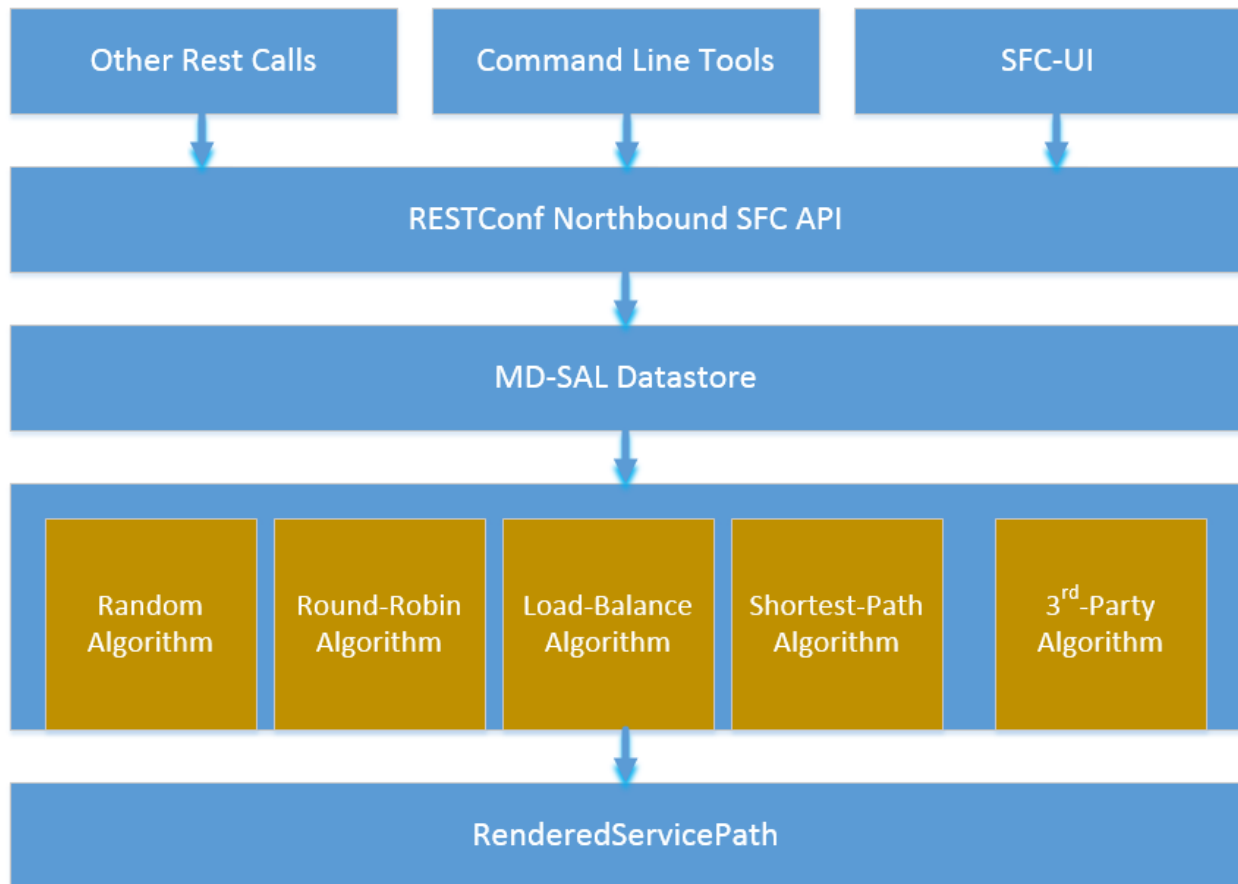 Other Rest Calls
Command Line Tools
SFC-UI
RESTConf Northbound SFC API
MD-SAL Datastore
Random
Algorithm
Round-Robin
Algorithm
Load-Balance
Algorithm
Shortest-Path
Algorithm
3rd-Party
Algorithm
RenderedServicePath